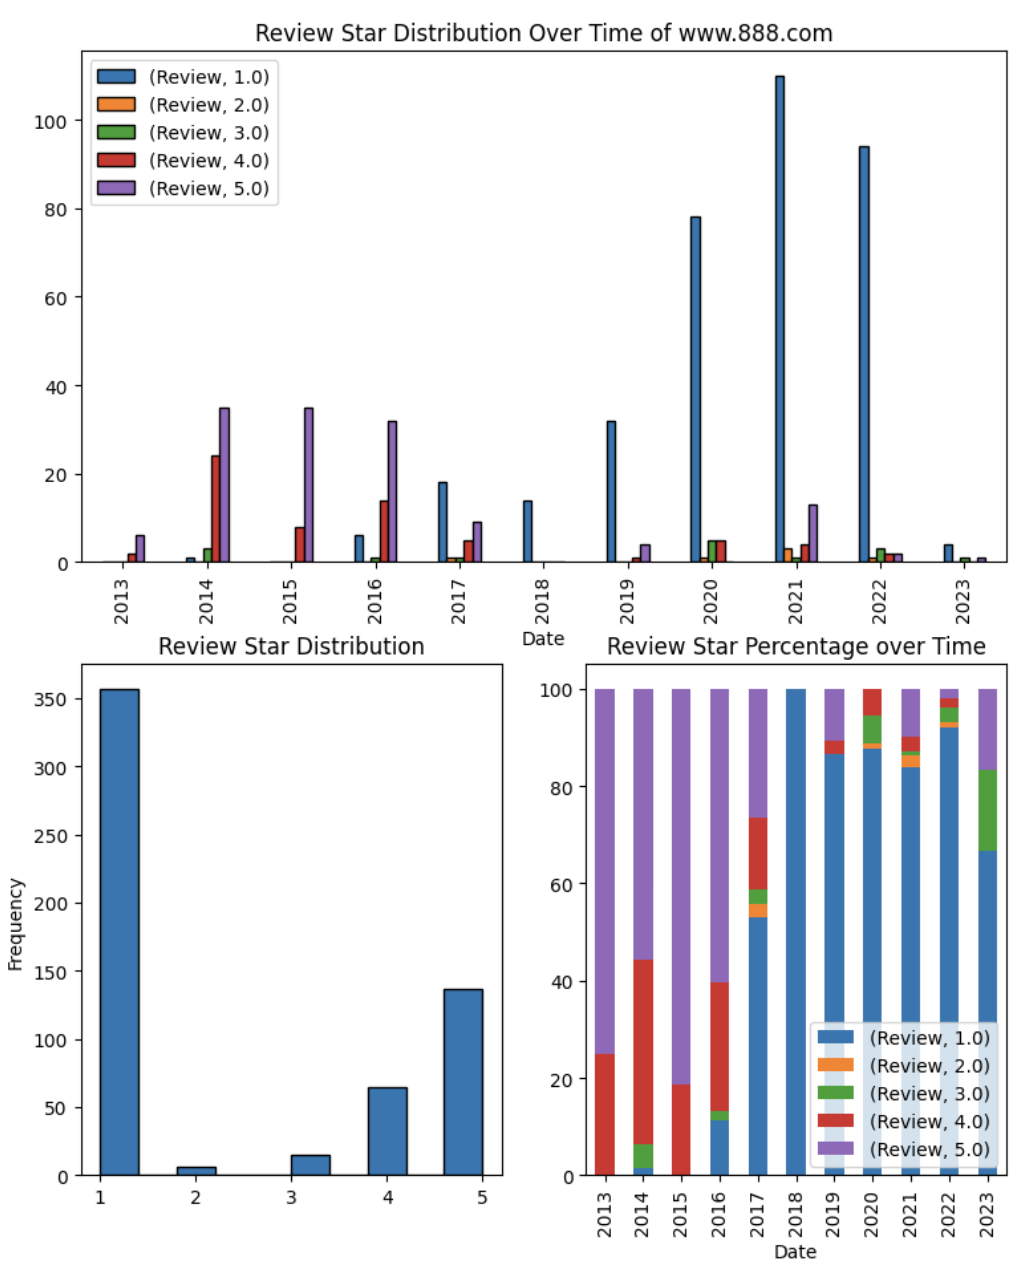 Review Star Distribution Over Time of www.888.com
(Review, 1.0)
(Review, 2.0)
(Review, 3.0)
(Review, 4.0)
(Review, 5.0)
100
80
60
40
20
0
2013 2014 2015 2016 2017 2018 2019 2020 2021 2022 2023
Date
Review Star Distribution
Frequency
350
300
250
200
150
100
50
0
1 2 3 4 5
Review Star Percentage over Time
100
80
60
40
20
0
(Review, 1.0)
(Review, 2.0)
(Review, 3.0)
(Review, 4.0)
(Review, 5.0)
2013 2014 2015 2016 2017 2018 2019 2020 2021 2022 2023
Date